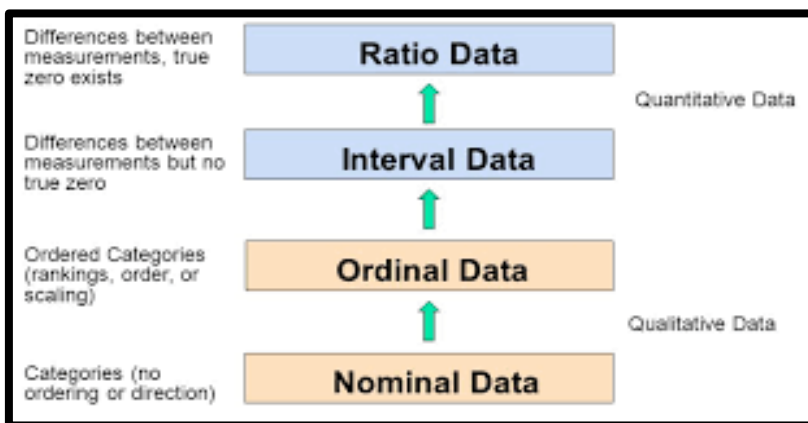 Differences between
measurements, true
zero exists
Ratio Data
Quantitative Data
Differences between
measurements but no
true zero
Interval Data
Ordered Categories
(rankings, order, or
scaling)
Ordinal Data
Qualitative Data
Categories (no
ordering or direction)
Nominal Data